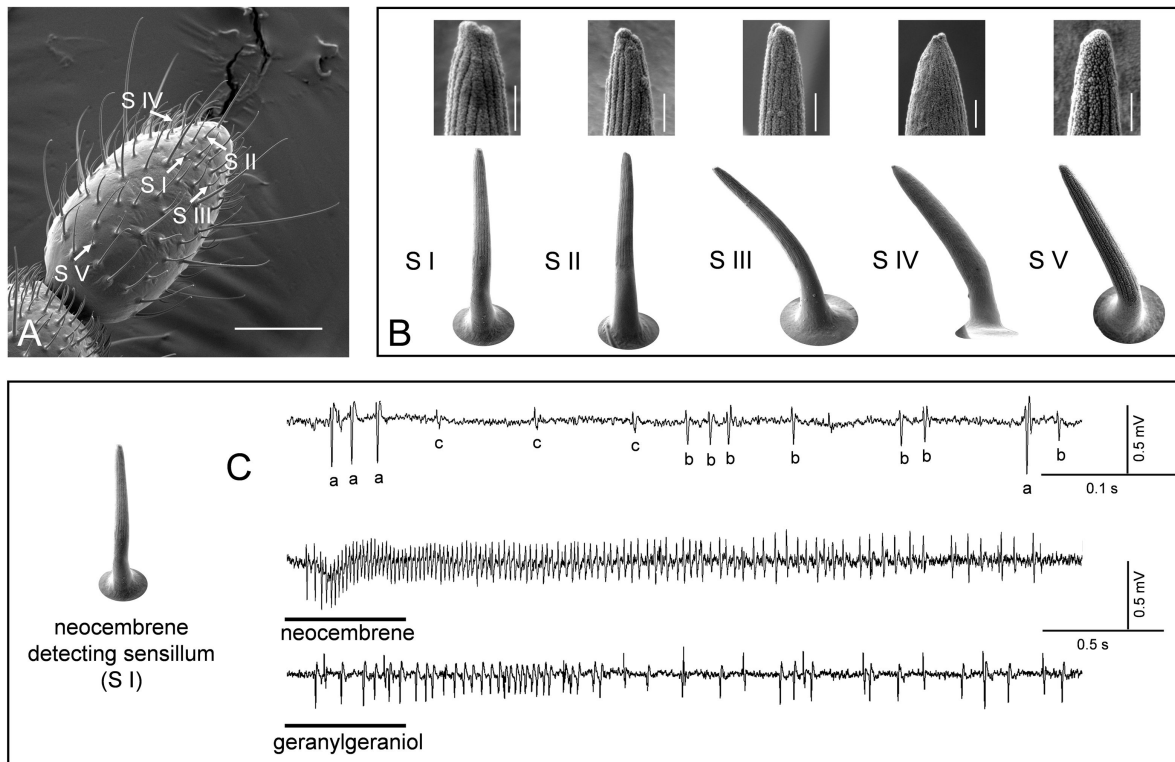 S IV
S II
S I
S III
S V
A
S I
S II
S III
S IV
S V
B
C
a a a c c c b b b b b b a b
0.5 mV
0.1 s
neocembrene
detecting sensillum
(S I)
neocembrene
0.5 mV
0.5 s
geranylgeraniol